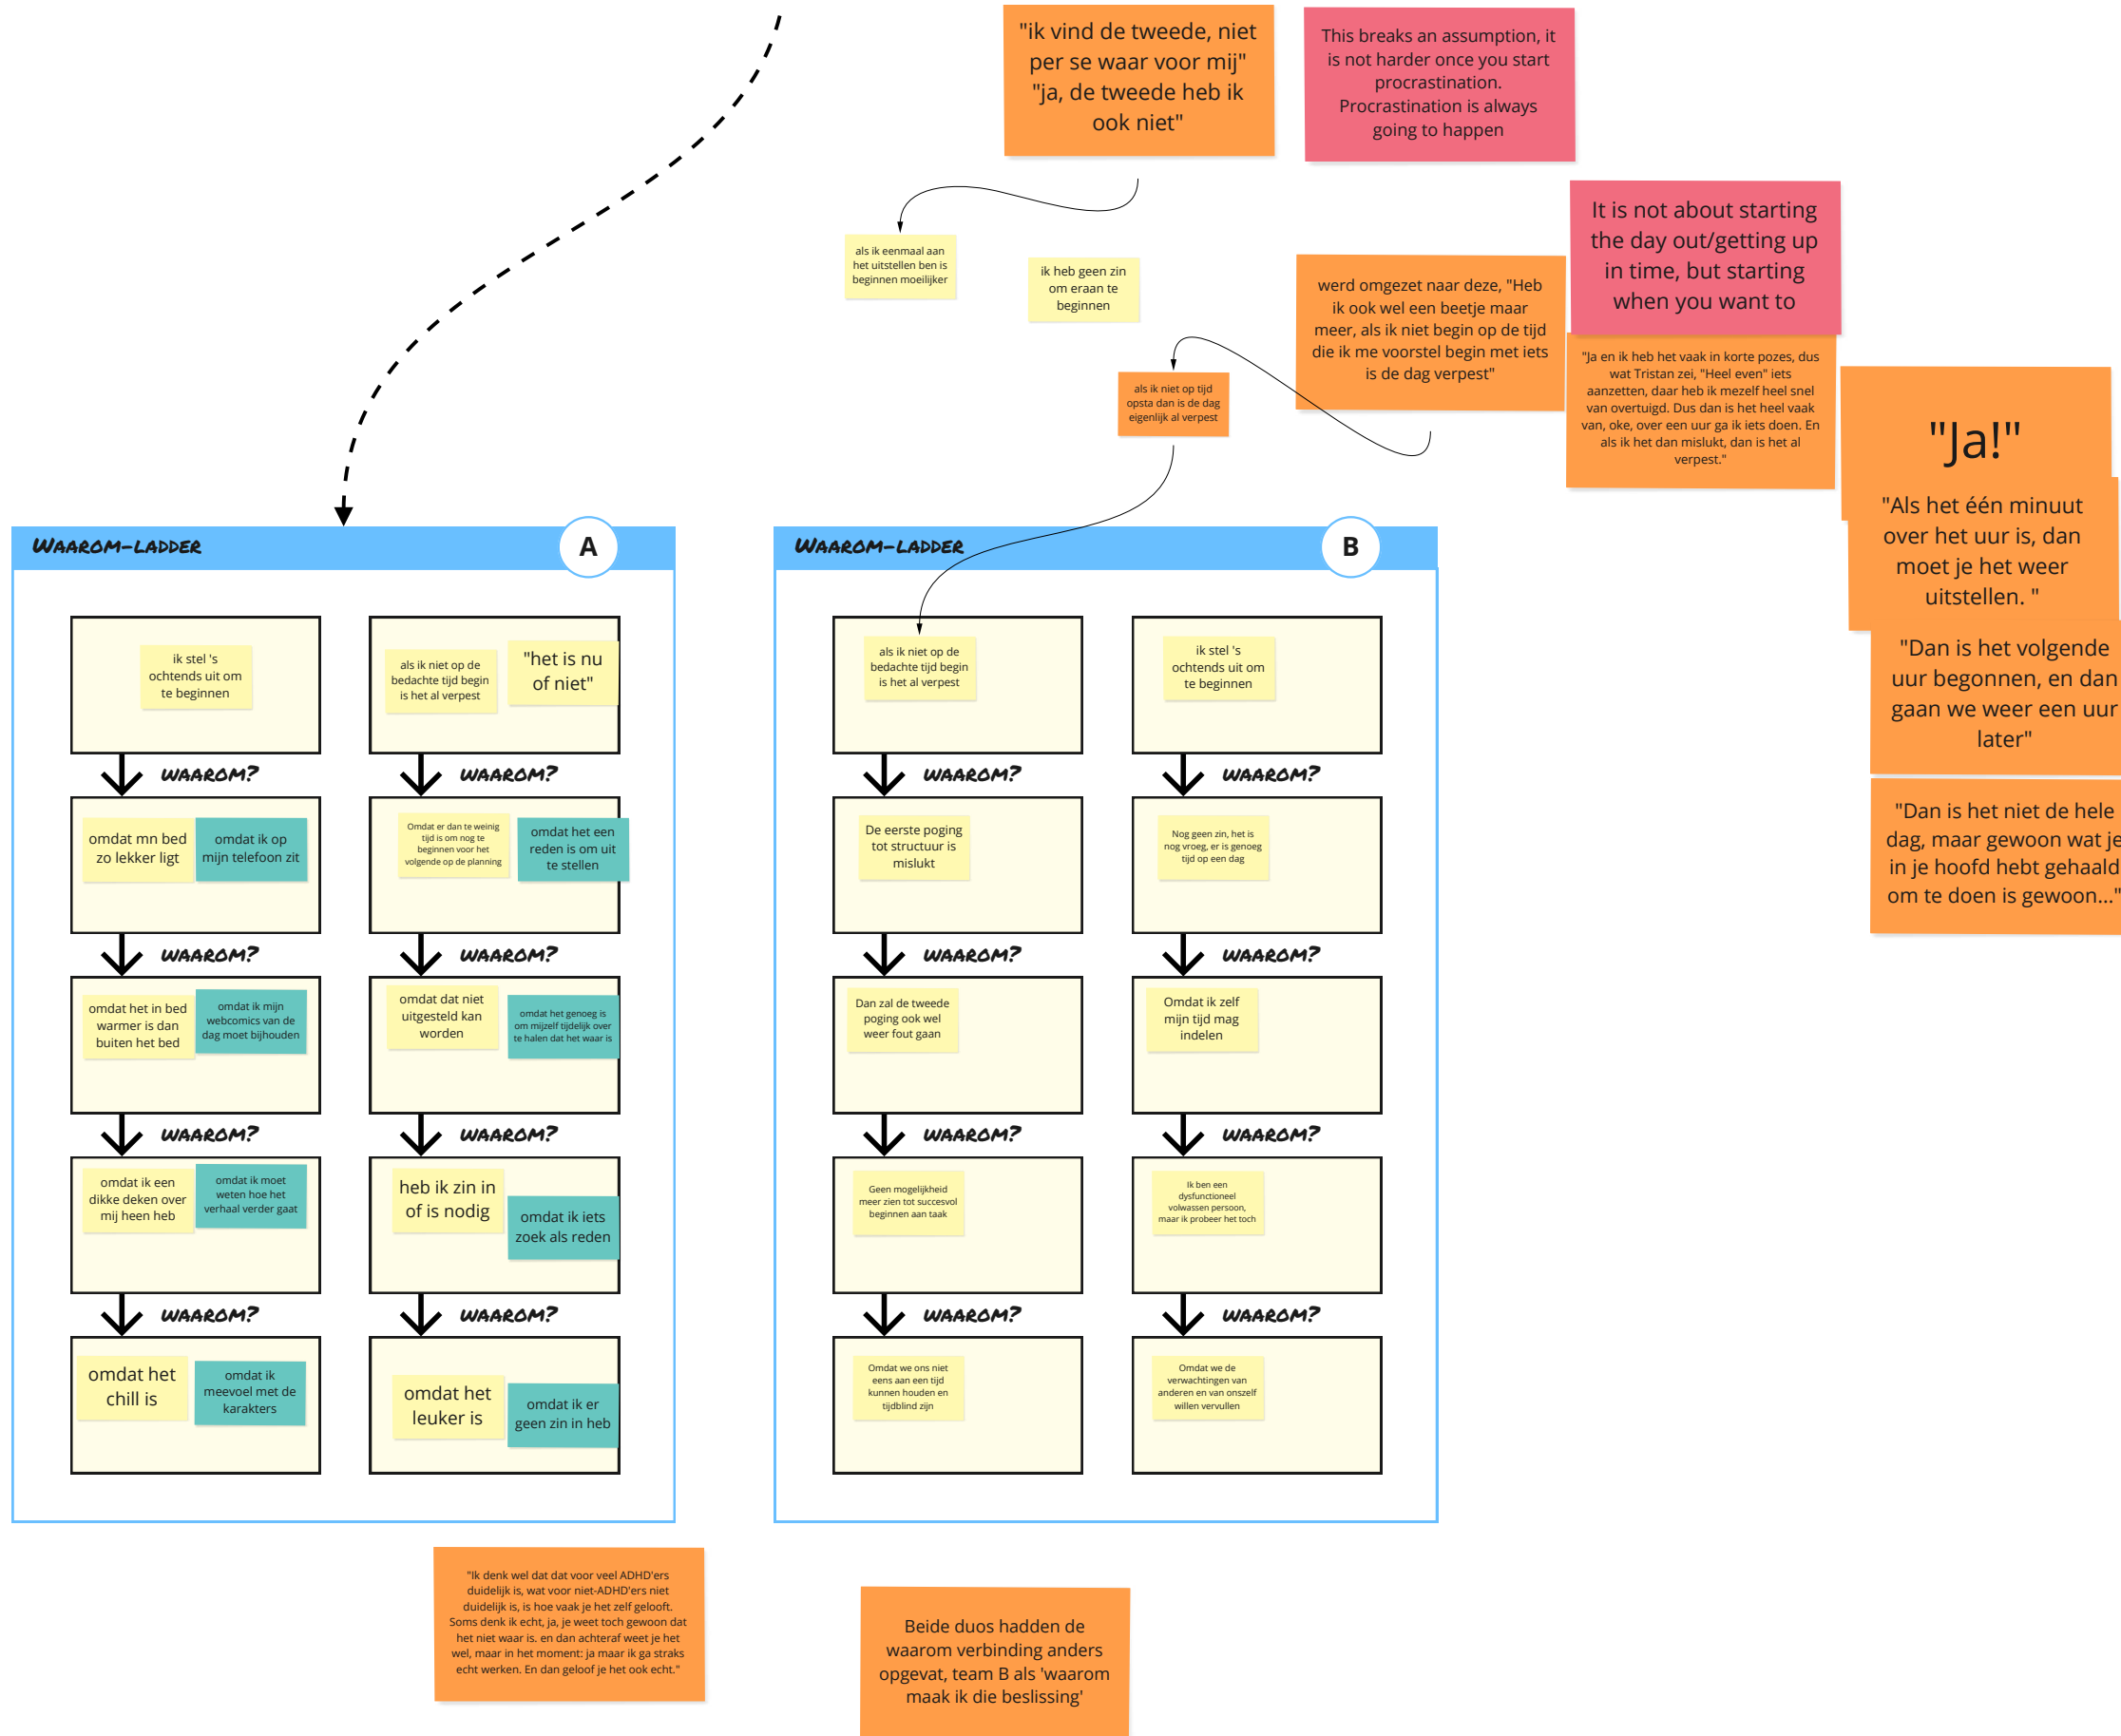 "ik vind de tweede, niet
per se waar voor mij"
"ja, de tweede heb ik
ook niet"
This breaks an assumption, it
is not harder once you start
procrastination.
Procrastination is always
going to happen
It is not about starting
the day out/getting up
in time, but starting
when you want to
als ik eenmaal aan
het uitstellen ben is
beginnen moeilijker
ik heb geen zin
om eraan te
beginnen
werd omgezet naar deze, "Heb
ik ook wel een beetje maar
meer, als ik niet begin op de tijd
die ik me voorstel begin met iets
is de dag verpest"
als ik niet op tijd
opsta dan is de dag
eigenlijk al verpest
"Ja en ik heb het vaak in korte pozes, dus
wat Tristan zei, "Heel even" iets
aanzetten, daar heb ik mezelf heel snel
van overtuigd. Dus dan is het heel vaak
van, oke, over een uur ga ik iets doen. En
als ik het dan mislukt, dan is het al
verpest."
"Ja!"
"Als het één minuut
over het uur is, dan
moet je het weer
uitstellen. "
"Dan is het volgende
uur begonnen, en dan
gaan we weer een uur
later"
"Dan is het niet de hele
dag, maar gewoon wat je
in je hoofd hebt gehaald
om te doen is gewoon..."
WAAROM-LADDER
A
ik stel 's
ochtends uit om
te beginnen
WAAROM?
omdat mn bed
zo lekker ligt
omdat ik op
mijn telefoon zit
WAAROM?
omdat het in bed
warmer is dan
buiten het bed
omdat ik mijn
webcomics van de
dag moet bijhouden
WAAROM?
omdat ik een
dikke deken over
mij heen heb
omdat ik moet
weten hoe het
verhaal verder gaat
WAAROM?
omdat het
chill is
omdat ik
meevoel met de
karakters
als ik niet op de
bedachte tijd begin
is het al verpest
"het is nu
of niet"
WAAROM?
Omdat er dan te weinig
tijd is om nog te
beginnen voor het
volgende op de planning
omdat het een
reden is om uit
te stellen
WAAROM?
omdat dat niet
uitgesteld kan
worden
omdat het genoeg is
om mijzelf tijdelijk over
te halen dat het waar is
WAAROM?
heb ik zin in
of is nodig
omdat ik iets
zoek als reden
WAAROM?
omdat het
leuker is
omdat ik er
geen zin in heb
WAAROM-LADDER
B
als ik niet op de
bedachte tijd begin
is het al verpest
WAAROM?
De eerste poging
tot structuur is
mislukt
WAAROM?
Dan zal de tweede
poging ook wel
weer fout gaan
WAAROM?
Geen mogelijkheid
meer zien tot succesvol
beginnen aan taak
WAAROM?
Omdat we ons niet
eens aan een tijd
kunnen houden en
tijdblind zijn
ik stel 's
ochtends uit om
te beginnen
WAAROM?
Nog geen zin, het is
nog vroeg, er is genoeg
tijd op een dag
WAAROM?
Omdat ik zelf
mijn tijd mag
indelen
WAAROM?
Ik ben een
dysfunctioneel
volwassen persoon,
maar ik probeer het toch
WAAROM?
Omdat we de
verwachtingen van
anderen en van onszelf
willen vervullen
"Ik denk wel dat dat voor veel ADHD'ers
duidelijk is, wat voor niet-ADHD'ers niet
duidelijk is, is hoe vaak je het zelf gelooft.
Soms denk ik echt, ja, je weet toch gewoon dat
het niet waar is. en dan achteraf weet je het
wel, maar in het moment: ja maar ik ga straks
echt werken. En dan geloof je het ook echt."
Beide duos hadden de
waarom verbinding anders
opgevat, team B als 'waarom
maak ik die beslissing'